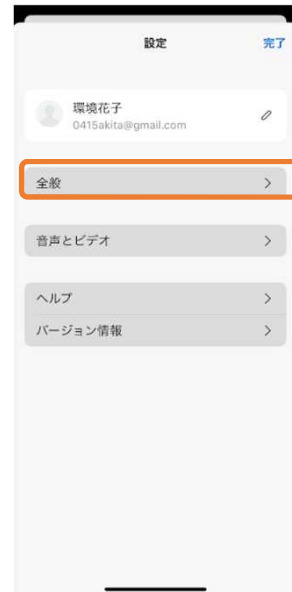 設定
完了
環境花子
0415akita@gmail.com
全般
音声とビデオ
ヘルプ
バージョン情報